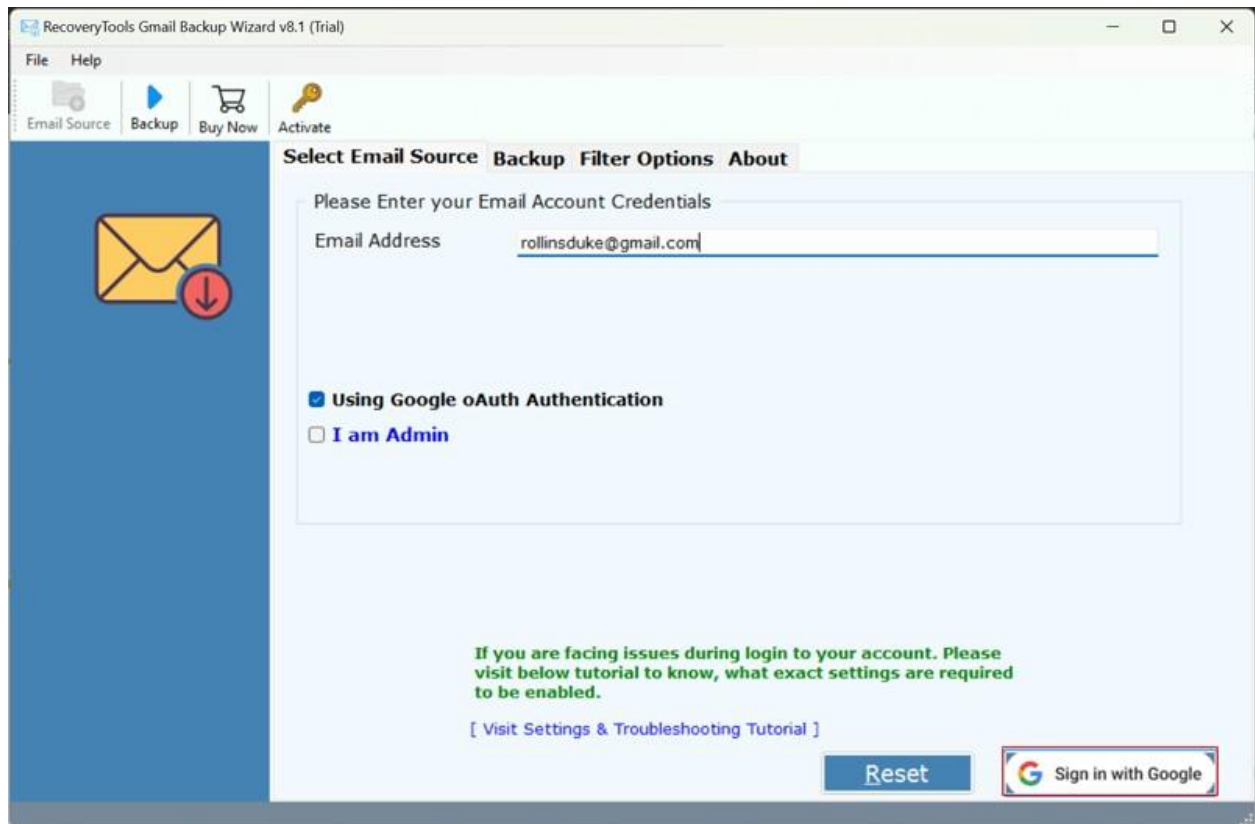 RecoveryTools Gmail Backup Wizard v8.1 (Trial)
File Help
Email Source Backup Buy Now Activate
Select Email Source Backup Filter Options About
Please Enter your Email Account Credentials
Email Address rollinsduke@gmail.com
Using Google oAuth Authentication
I am Admin
If you are facing issues during login to your account. Please
visit below tutorial to know, what exact settings are required
to be enabled.
[ Visit Settings & Troubleshooting Tutorial ]
Reset Sign in with Google